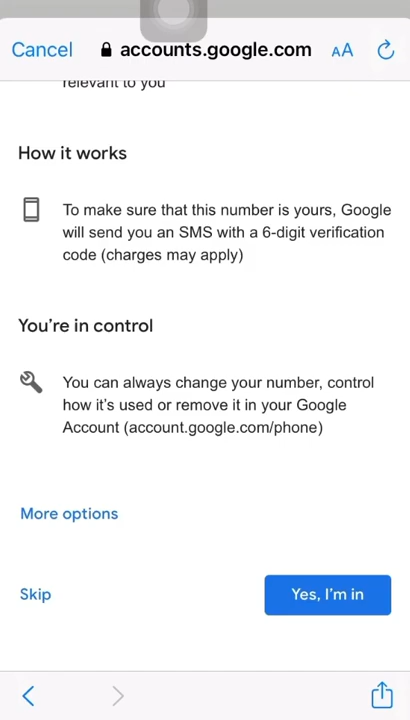 Cancel accounts.google.com AA
relevant to you
How it works
To make sure that this number is yours, Google
will send you an SMS with a 6-digit verification
code (charges may apply)
You're in control
You can always change your number, control
how it's used or remove it in your Google
Account (account.google.com/phone)
More options
Skip Yes, I'm in